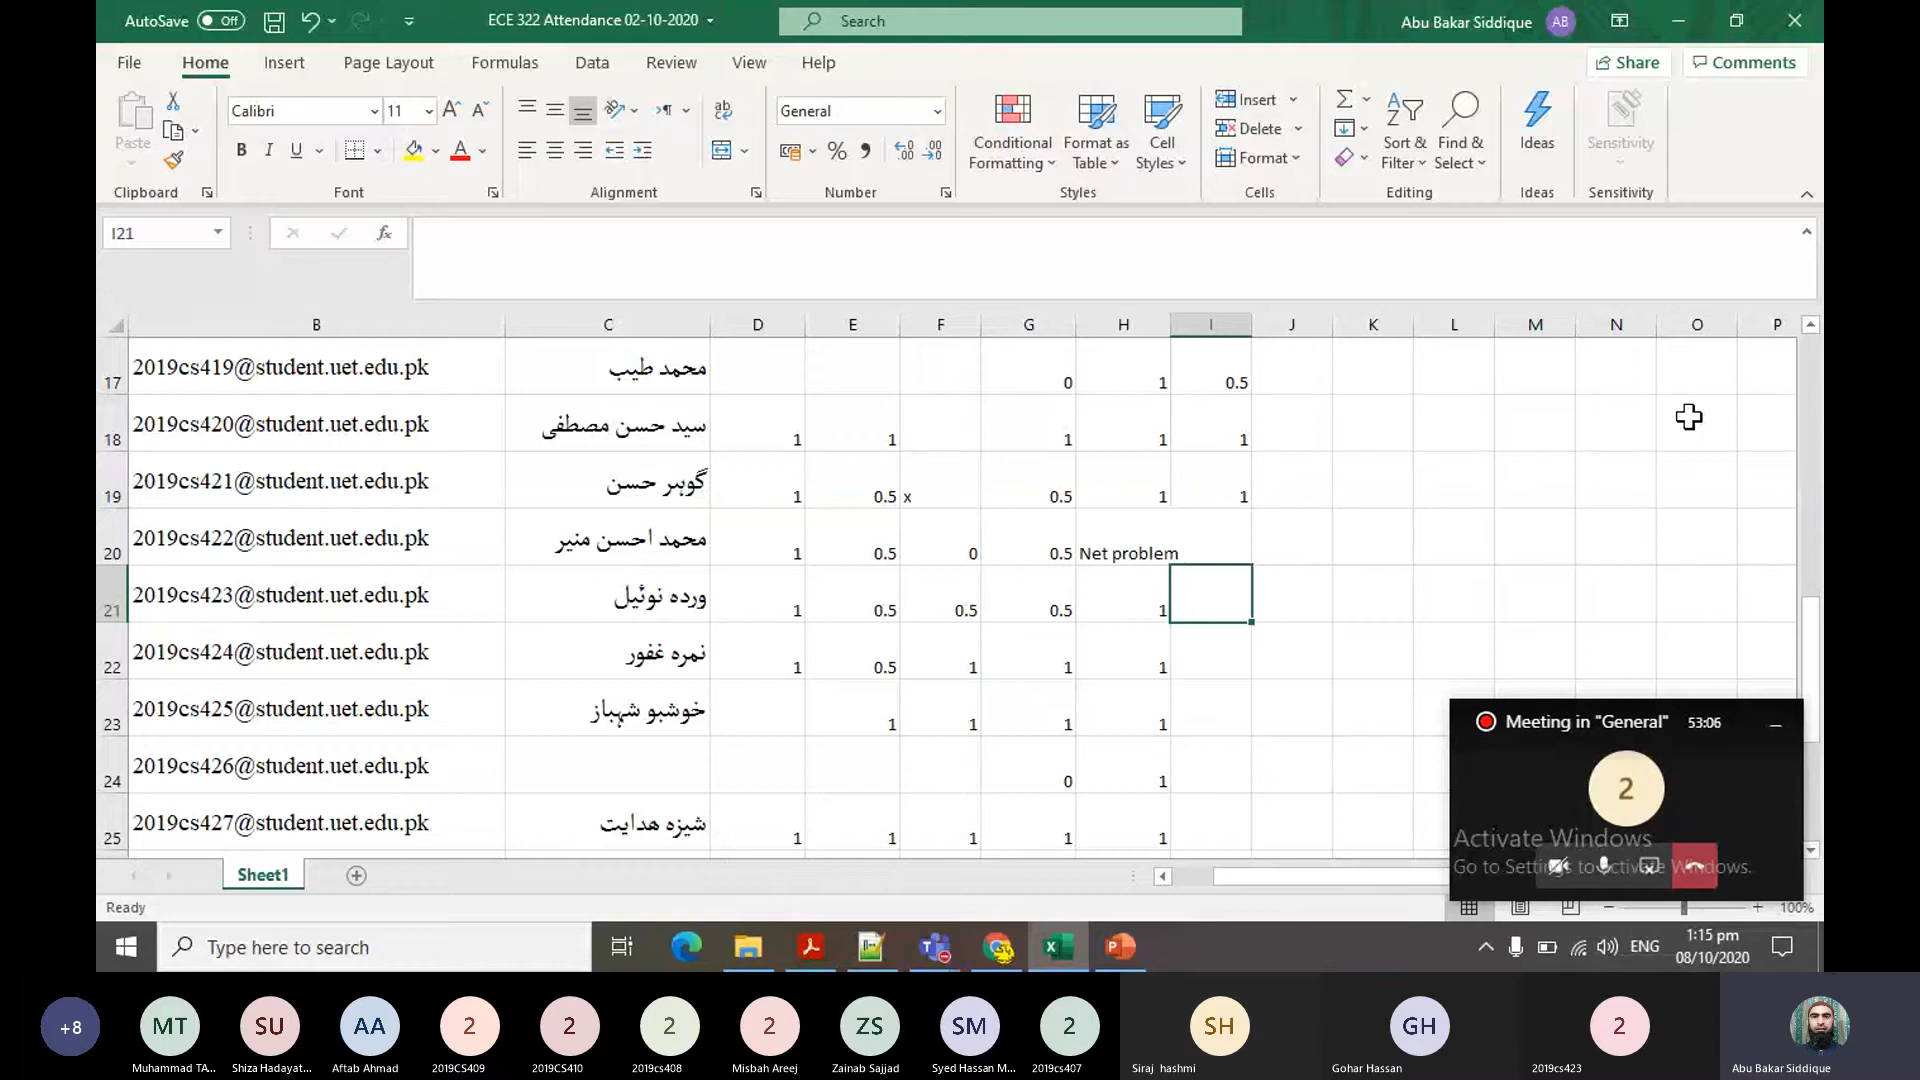 AutoSave Off ECE 322 Attendance 02-10-2020 Search Abu Bakar Siddique AB
File Home Insert Page Layout Formulas Data Review View Help Share Comments
Paste Calibri 11 General Conditional Formatting Format as Table Cell Styles Insert Delete Format Sort & Filter Find & Select Ideas Sensitivity
Clipboard Font Alignment Number Styles Cells Editing Ideas Sensitivity
I21 fx
B C D E F G H I J K L M N O P
17 2019cs419@student.uet.edu.pk محمد طیب 0 1 0.5
18 2019cs420@student.uet.edu.pk سید حسن مصطفی 1 1 1 1 1
19 2019cs421@student.uet.edu.pk گوہر حسن 1 0.5 x 0.5 1 1
20 2019cs422@student.uet.edu.pk محمد احسن منیر 1 0.5 0 0.5 Net problem
21 2019cs423@student.uet.edu.pk وردہ نوئیل 1 0.5 0.5 0.5 1
22 2019cs424@student.uet.edu.pk نمرہ غفور 1 0.5 1 1 1
23 2019cs425@student.uet.edu.pk خوشبو شہباز 1 1 1 1
24 2019cs426@student.uet.edu.pk 0 1
25 2019cs427@student.uet.edu.pk شیزہ ھدایت 1 1 1 1 1
Meeting in "General" 53:06
2
Activate Windows
Go to Settings to activate Windows.
Sheet1
Ready 100%
Type here to search ENG 1:15 pm
08/10/2020
+8 MT SU AA 2 2 2 2 ZS SM 2 SH GH 2
Muhammad TA... Shiza Hadayat... Aftab Ahmad 2019CS409 2019CS410 2019cs408 Misbah Areej Zainab Sajjad Syed Hassan M... 2019cs407 Siraj hashmi Gohar Hassan 2019cs423 Abu Bakar Siddique